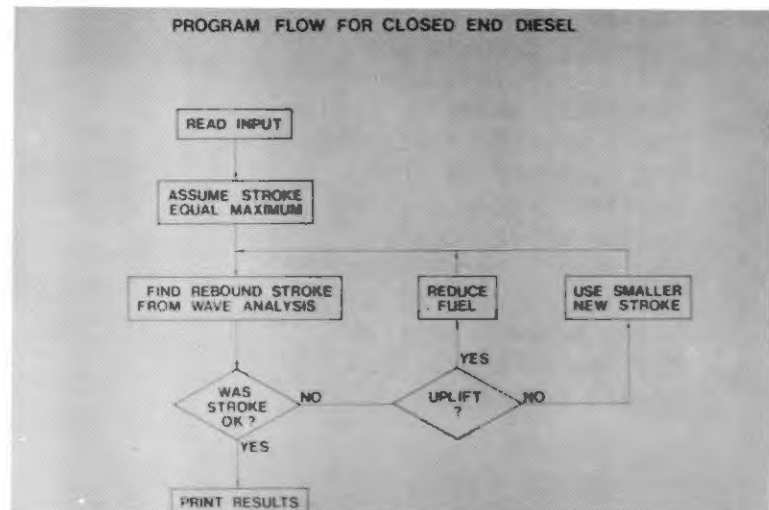 PROGRAM FLOW FOR CLOSED END DIESEL
READ INPUT
ASSUME STROKE
EQUAL MAXIMUM
FIND REBOUND STROKE
FROM WAVE ANALYSIS
REDUCE
FUEL
USE SMALLER
NEW STROKE
WAS
STROKE
OK?
NO
YES
UPLIFT
?
YES
NO
PRINT RESULTS